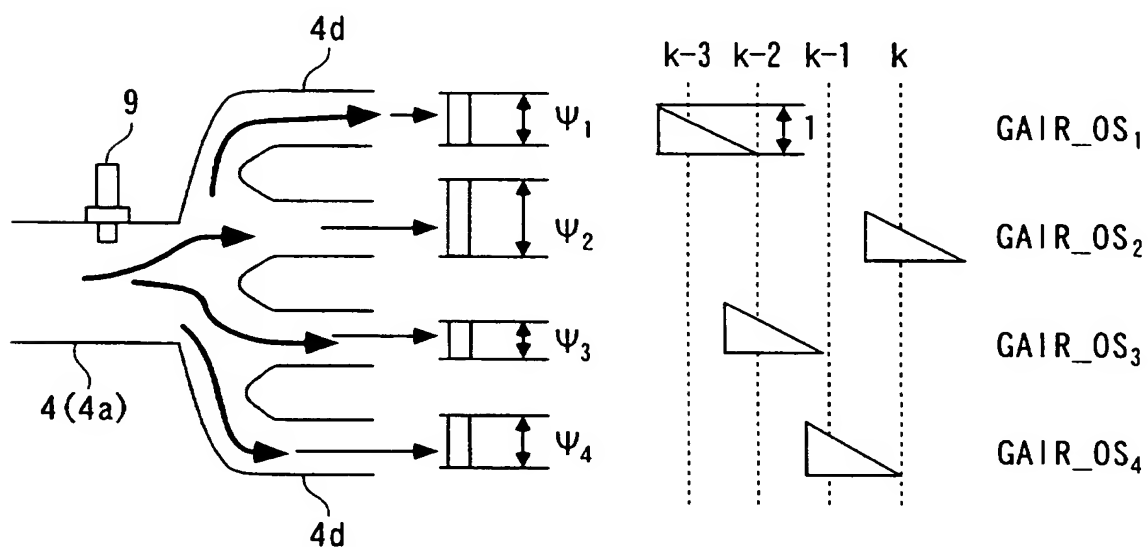 4d
k-3 k-2 k-1 k
9
Ψ₁
1
GAIR_OS₁
Ψ₂
GAIR_OS₂
Ψ₃
GAIR_OS₃
4(4a)
Ψ₄
GAIR_OS₄
4d